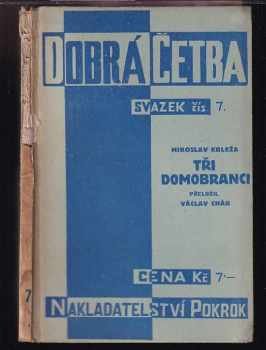 DOBRÁ ČETBA
SVAZEK ČÍS. 7.
MIROSLAV KRLEŽA
TŘI
DOMOBRANCI
PŘELOŽIL
VÁCLAV CHÁB
CENA Kč 7·—
NAKLADATELSTVÍ POKROK
7